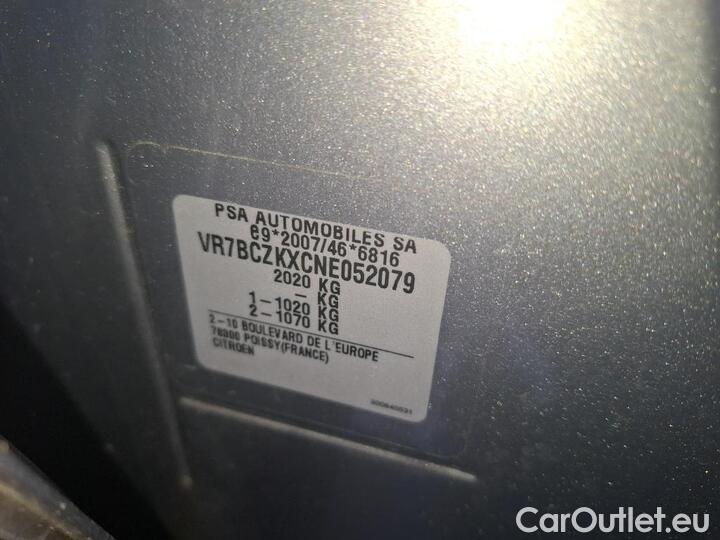 PSA AUTOMOBILES SA
e9*2007/46*6816
VR7BCZKXCNE052079
2020 KG
- KG
1-1020 KG
2-1070 KG
2-10 BOULEVARD DE L'EUROPE
78300 POISSY(FRANCE)
CITROEN
CarOutlet.eu